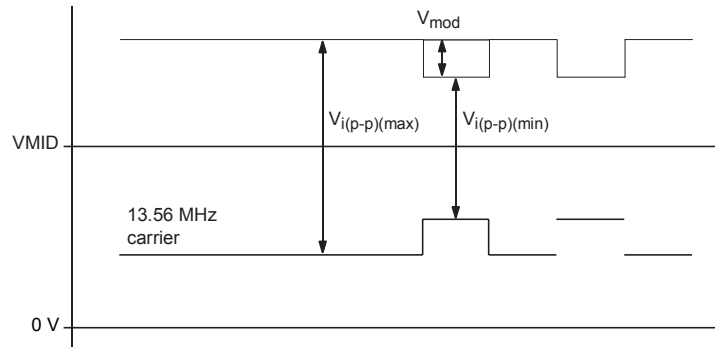 Vmod
Vi(p-p)(max)
Vi(p-p)(min)
VMID
13.56 MHz
carrier
0 V